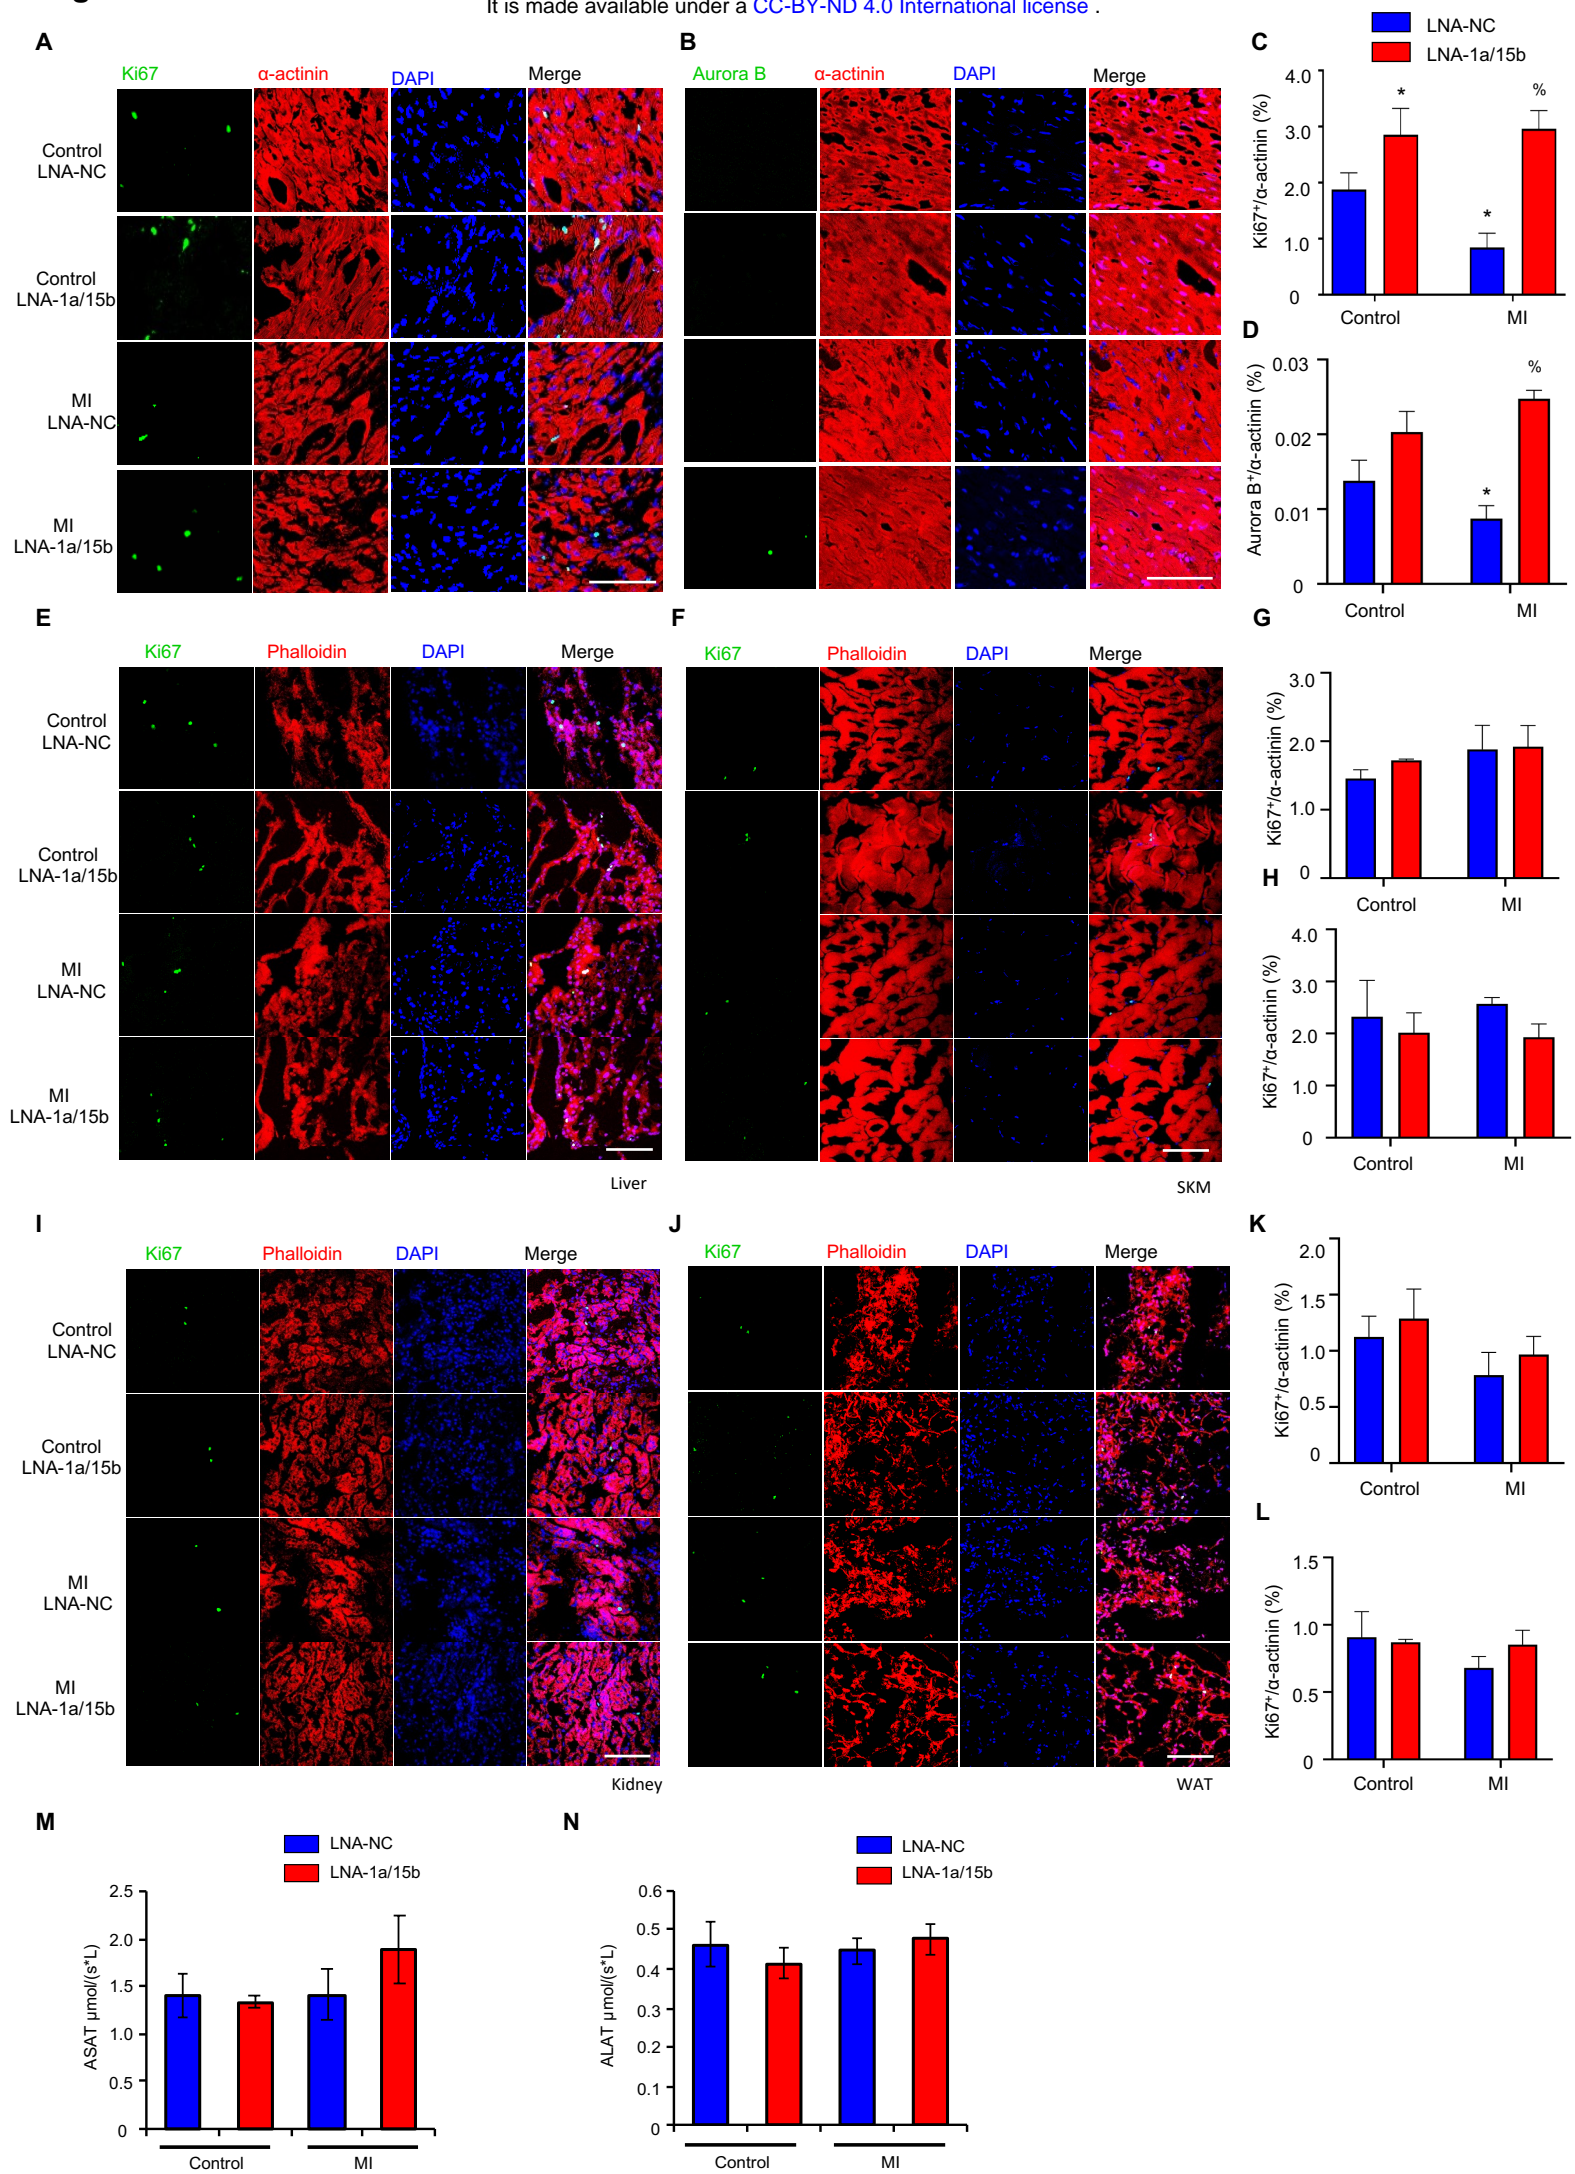 It is made available under a CC-BY-ND 4.0 International license .
A
Ki67 α-actinin DAPI Merge
Control
LNA-NC
Control
LNA-1a/15b
MI
LNA-NC
MI
LNA-1a/15b
B
Aurora B α-actinin DAPI Merge
C
LNA-NC
LNA-1a/15b
Ki67⁺/α-actinin (%)
4.0
3.0
2.0
1.0
0
* * %
Control MI
D
Aurora B⁺/α-actinin (%)
0.03
0.02
0.01
0
* %
Control MI
E
Ki67 Phalloidin DAPI Merge
Control
LNA-NC
Control
LNA-1a/15b
MI
LNA-NC
MI
LNA-1a/15b
Liver
F
Ki67 Phalloidin DAPI Merge
SKM
G
Ki67⁺/α-actinin (%)
3.0
2.0
1.0
0
Control MI
H
Ki67⁺/α-actinin (%)
4.0
3.0
2.0
1.0
0
Control MI
I
Ki67 Phalloidin DAPI Merge
Control
LNA-NC
Control
LNA-1a/15b
MI
LNA-NC
MI
LNA-1a/15b
Kidney
J
Ki67 Phalloidin DAPI Merge
WAT
K
Ki67⁺/α-actinin (%)
2.0
1.5
1.0
0.5
0
Control MI
L
Ki67⁺/α-actinin (%)
1.5
1.0
0.5
0
Control MI
M
LNA-NC
LNA-1a/15b
ASAT µmol/(s*L)
2.5
2.0
1.5
1.0
0.5
0
Control MI
N
LNA-NC
LNA-1a/15b
ALAT µmol/(s*L)
0.6
0.5
0.4
0.3
0.2
0.1
0
Control MI